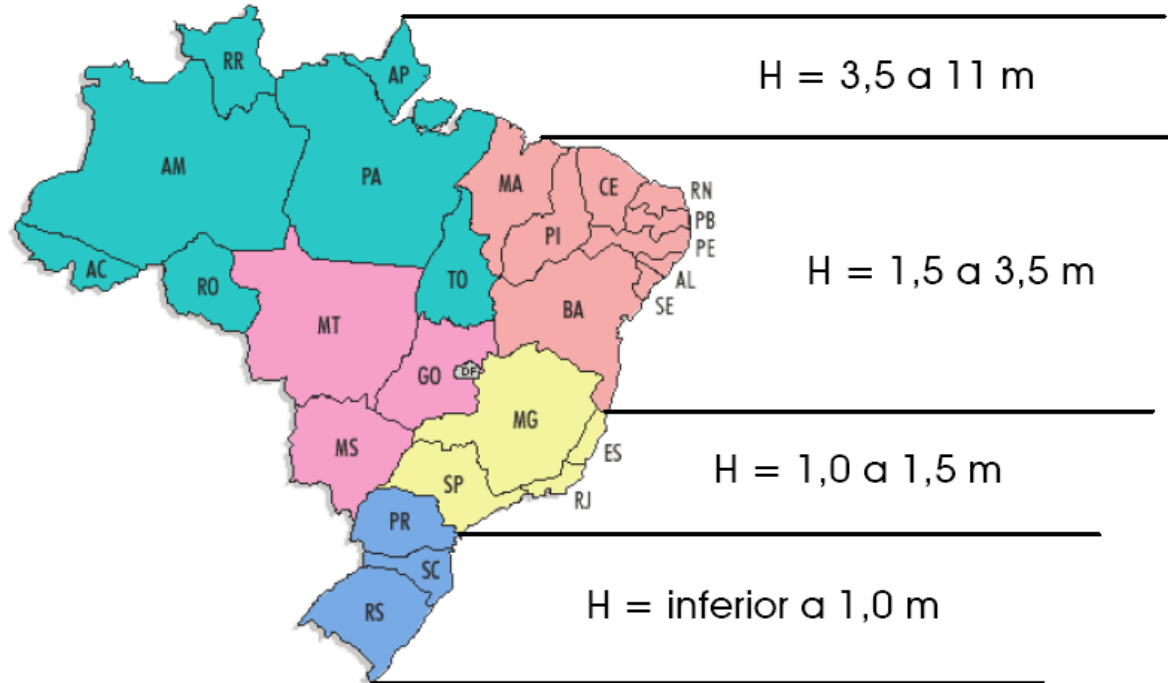 RR
AP
H = 3,5 a 11 m
AM
PA
MA
CE
RN
PB
PI
PE
AC
RO
TO
AL
H = 1,5 a 3,5 m
SE
BA
MT
GO
DF
MG
MS
ES
SP
RJ
H = 1,0 a 1,5 m
PR
SC
RS
H = inferior a 1,0 m